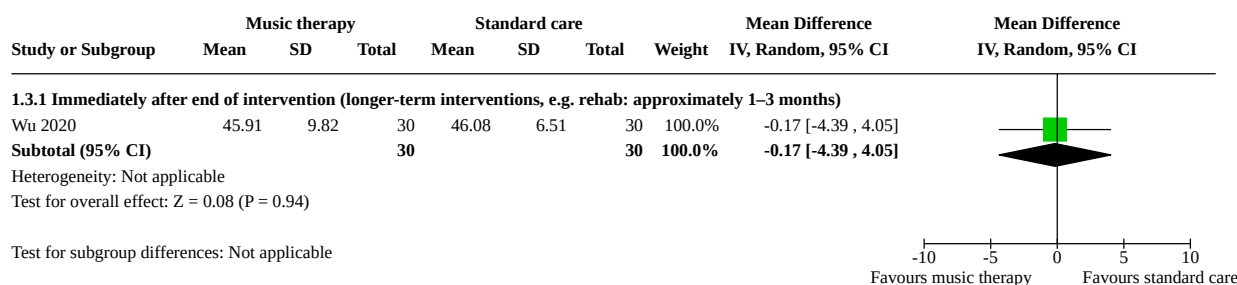 Music therapy Standard care Mean Difference Mean Difference
Study or Subgroup Mean SD Total Mean SD Total Weight IV, Random, 95% CI IV, Random, 95% CI
1.3.1 Immediately after end of intervention (longer-term interventions, e.g. rehab: approximately 1–3 months)
Wu 2020 45.91 9.82 30 46.08 6.51 30 100.0% -0.17 [-4.39 , 4.05]
Subtotal (95% CI) 30 30 100.0% -0.17 [-4.39 , 4.05]
Heterogeneity: Not applicable
Test for overall effect: Z = 0.08 (P = 0.94)
Test for subgroup differences: Not applicable
-10 -5 0 5 10
Favours music therapy Favours standard care